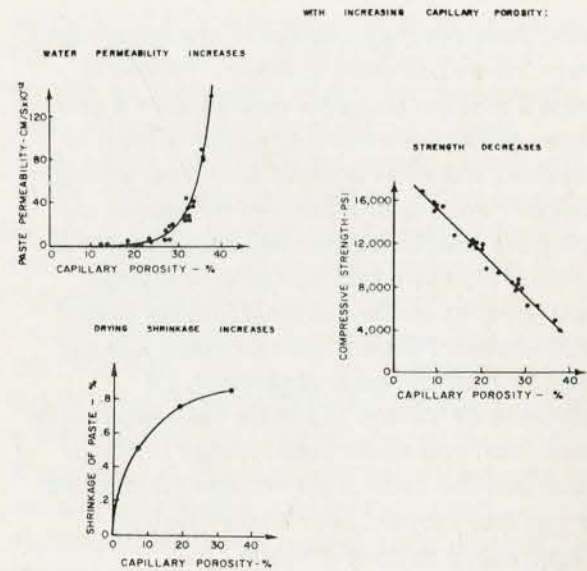 WITH INCREASING CAPILLARY POROSITY:
WATER PERMEABILITY INCREASES
PASTE PERMEABILITY-CM/S×10⁻¹²
120
80
40
0
0 10 20 30 40
CAPILLARY POROSITY - %
STRENGTH DECREASES
COMPRESSIVE STRENGTH-PSI
16,000
12,000
8,000
4,000
0
0 10 20 30 40
CAPILLARY POROSITY - %
DRYING SHRINKAGE INCREASES
SHRINKAGE OF PASTE - %
.8
.6
.4
.2
0
0 10 20 30 40
CAPILLARY POROSITY-%